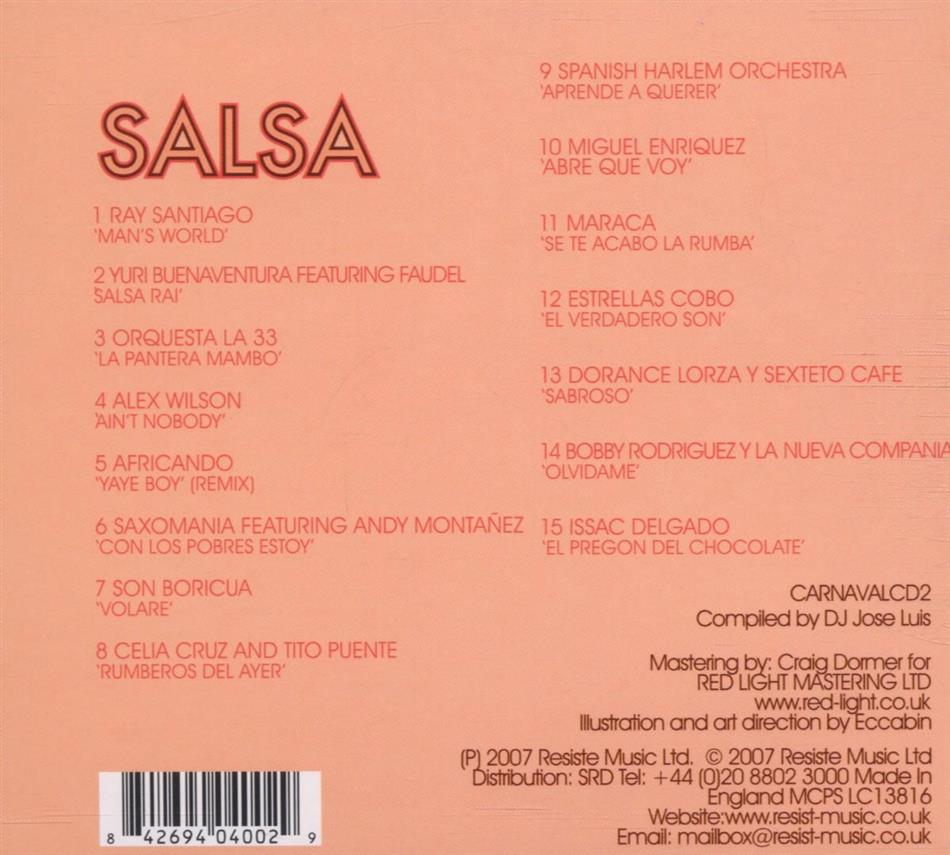 SALSA
1 RAY SANTIAGO
'MAN'S WORLD'
2 YURI BUENAVENTURA FEATURING FAUDEL
'SALSA RAI'
3 ORQUESTA LA 33
'LA PANTERA MAMBO'
4 ALEX WILSON
'AIN'T NOBODY'
5 AFRICANDO
'YAYE BOY' (REMIX)
6 SAXOMANIA FEATURING ANDY MONTAÑEZ
'CON LOS POBRES ESTOY'
7 SON BORICUA
'VOLARE'
8 CELIA CRUZ AND TITO PUENTE
'RUMBEROS DEL AYER'
9 SPANISH HARLEM ORCHESTRA
'APRENDE A QUERER'
10 MIGUEL ENRIQUEZ
'ABRE QUE VOY'
11 MARACA
'SE TE ACABO LA RUMBA'
12 ESTRELLAS COBO
'EL VERDADERO SON'
13 DORANCE LORZA Y SEXTETO CAFE
'SABROSO'
14 BOBBY RODRIGUEZ Y LA NUEVA COMPANIA
'OLVIDAME'
15 ISSAC DELGADO
'EL PREGON DEL CHOCOLATE'
CARNAVALCD2
Compiled by DJ Jose Luis
Mastering by: Craig Dormer for
RED LIGHT MASTERING LTD
www.red-light.co.uk
Illustration and art direction by Eccabin
(P) 2007 Resiste Music Ltd. © 2007 Resiste Music Ltd
Distribution: SRD Tel: +44 (0)20 8802 3000 Made In
England MCPS LC13816
Website:www.resist-music.co.uk
Email: mailbox@resist-music.co.uk
8 42694 04002 9